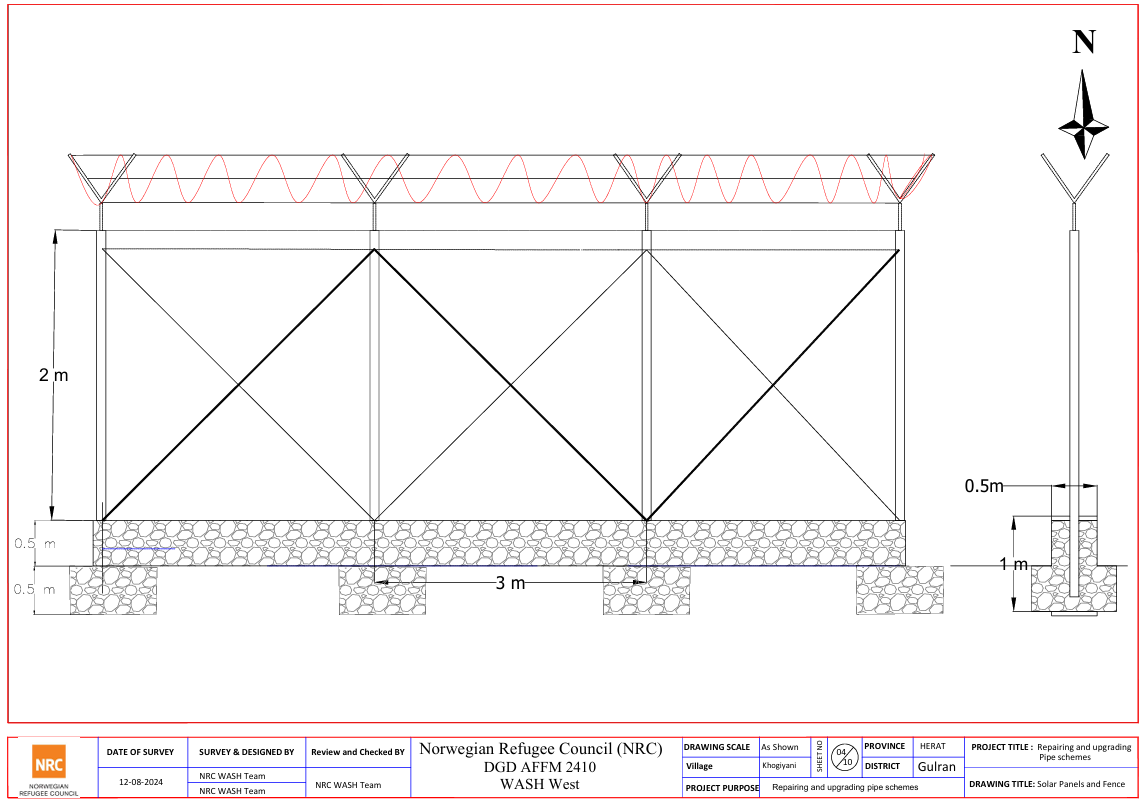 N
2 m
0.5m
0.5 m
1 m
3 m
0.5 m
NRC
NORWEGIAN
REFUGEE COUNCIL
DATE OF SURVEY
12-08-2024
SURVEY & DESIGNED BY
NRC WASH Team
NRC WASH Team
Review and Checked BY
NRC WASH Team
Norwegian Refugee Council (NRC)
DGD AFFM 2410
WASH West
DRAWING SCALE
As Shown
Village
Khogiyani
PROJECT PURPOSE
Repairing and upgrading pipe schemes
SHEET NO
04
10
PROVINCE
HERAT
DISTRICT
Gulran
PROJECT TITLE : Repairing and upgrading
Pipe schemes
DRAWING TITLE: Solar Panels and Fence